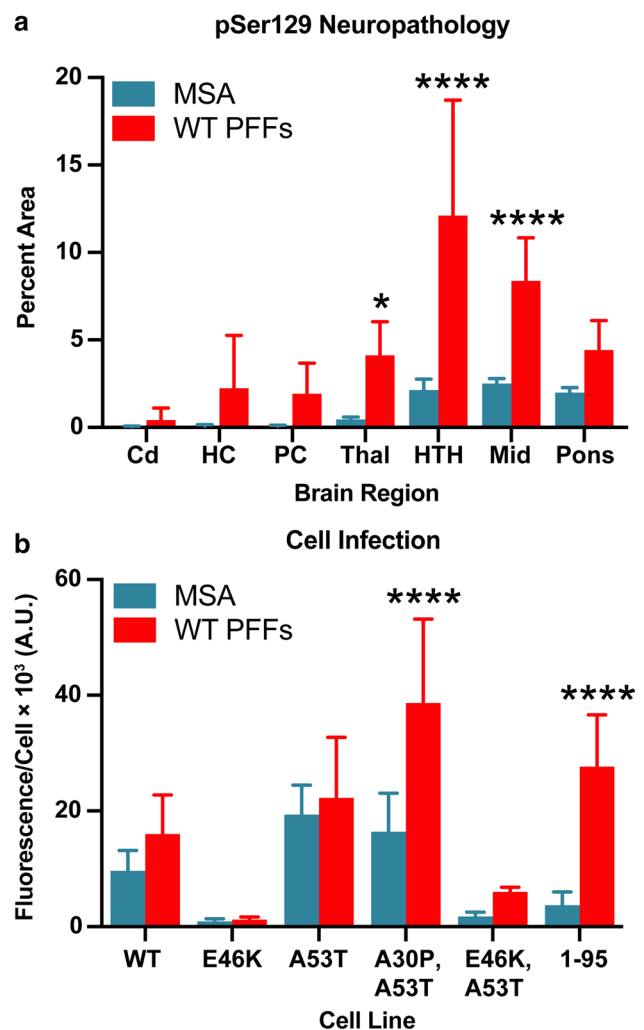 a
pSer129 Neuropathology
20
15
10
5
0
Percent Area
MSA
WT PFFs
*
****
****
Cd HC PC Thal HTH Mid Pons
Brain Region
b
Cell Infection
60
40
20
0
Fluorescence/Cell × 10³ (A.U.)
MSA
WT PFFs
****
****
WT E46K A53T A30P, E46K, 1-95
A53T A53T
Cell Line